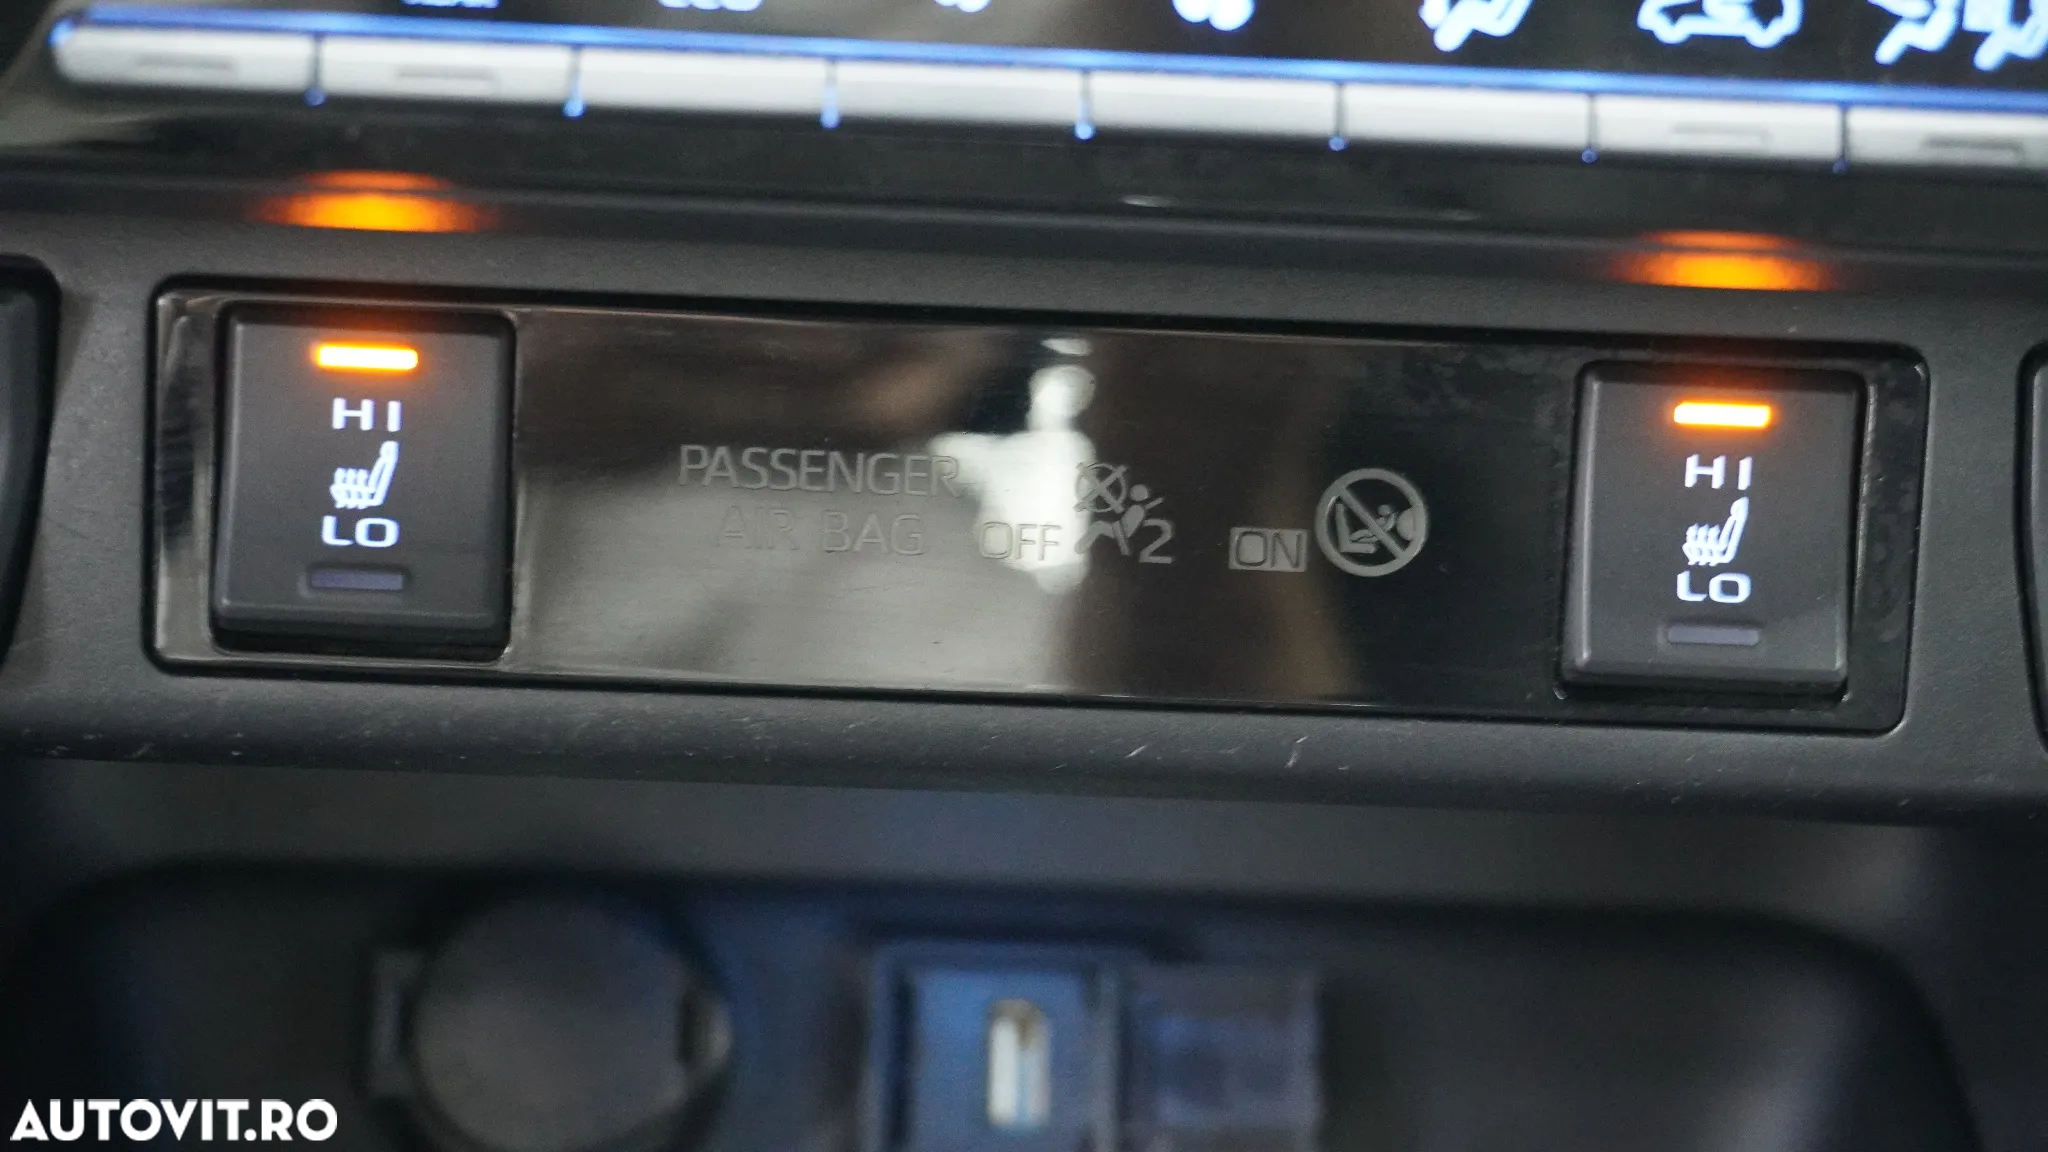 HI
LO
PASSENGER
AIR BAG OFF 2 ON
HI
LO
AUTOVIT.RO